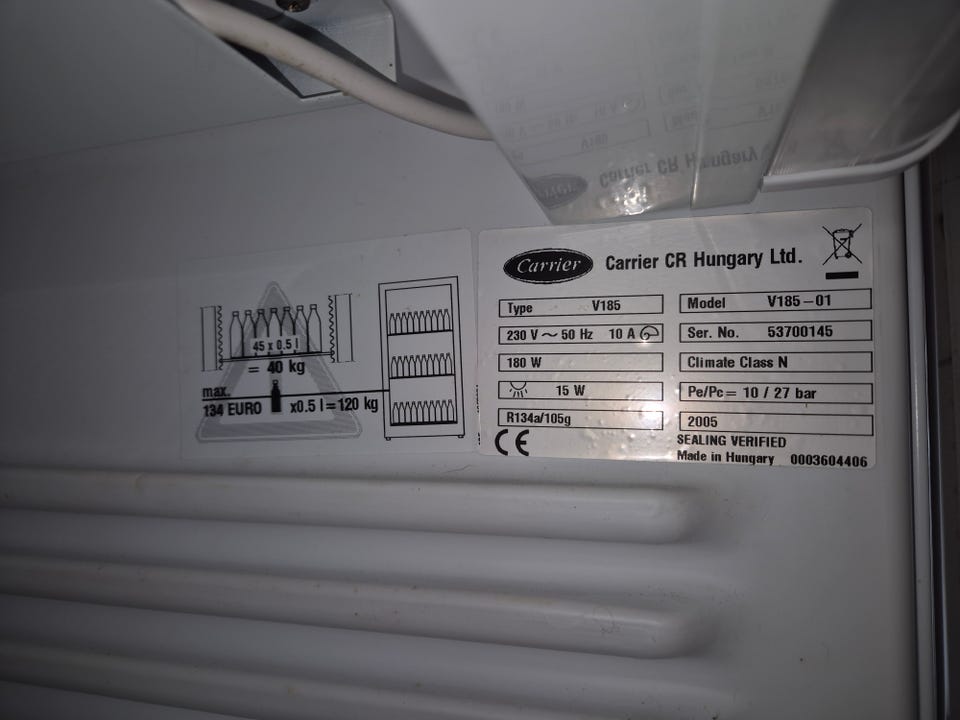 45 x 0.5 l
= 40 kg
max.
134 EURO x0.5 l=120 kg
Carrier Carrier CR Hungary Ltd.
Type V185
Model V185-01
230 V ~ 50 Hz 10 A
Ser. No. 53700145
180 W
Climate Class N
15 W
Pe/Pc= 10 / 27 bar
R134a/105g
2005
CE
SEALING VERIFIED
Made in Hungary 0003604406